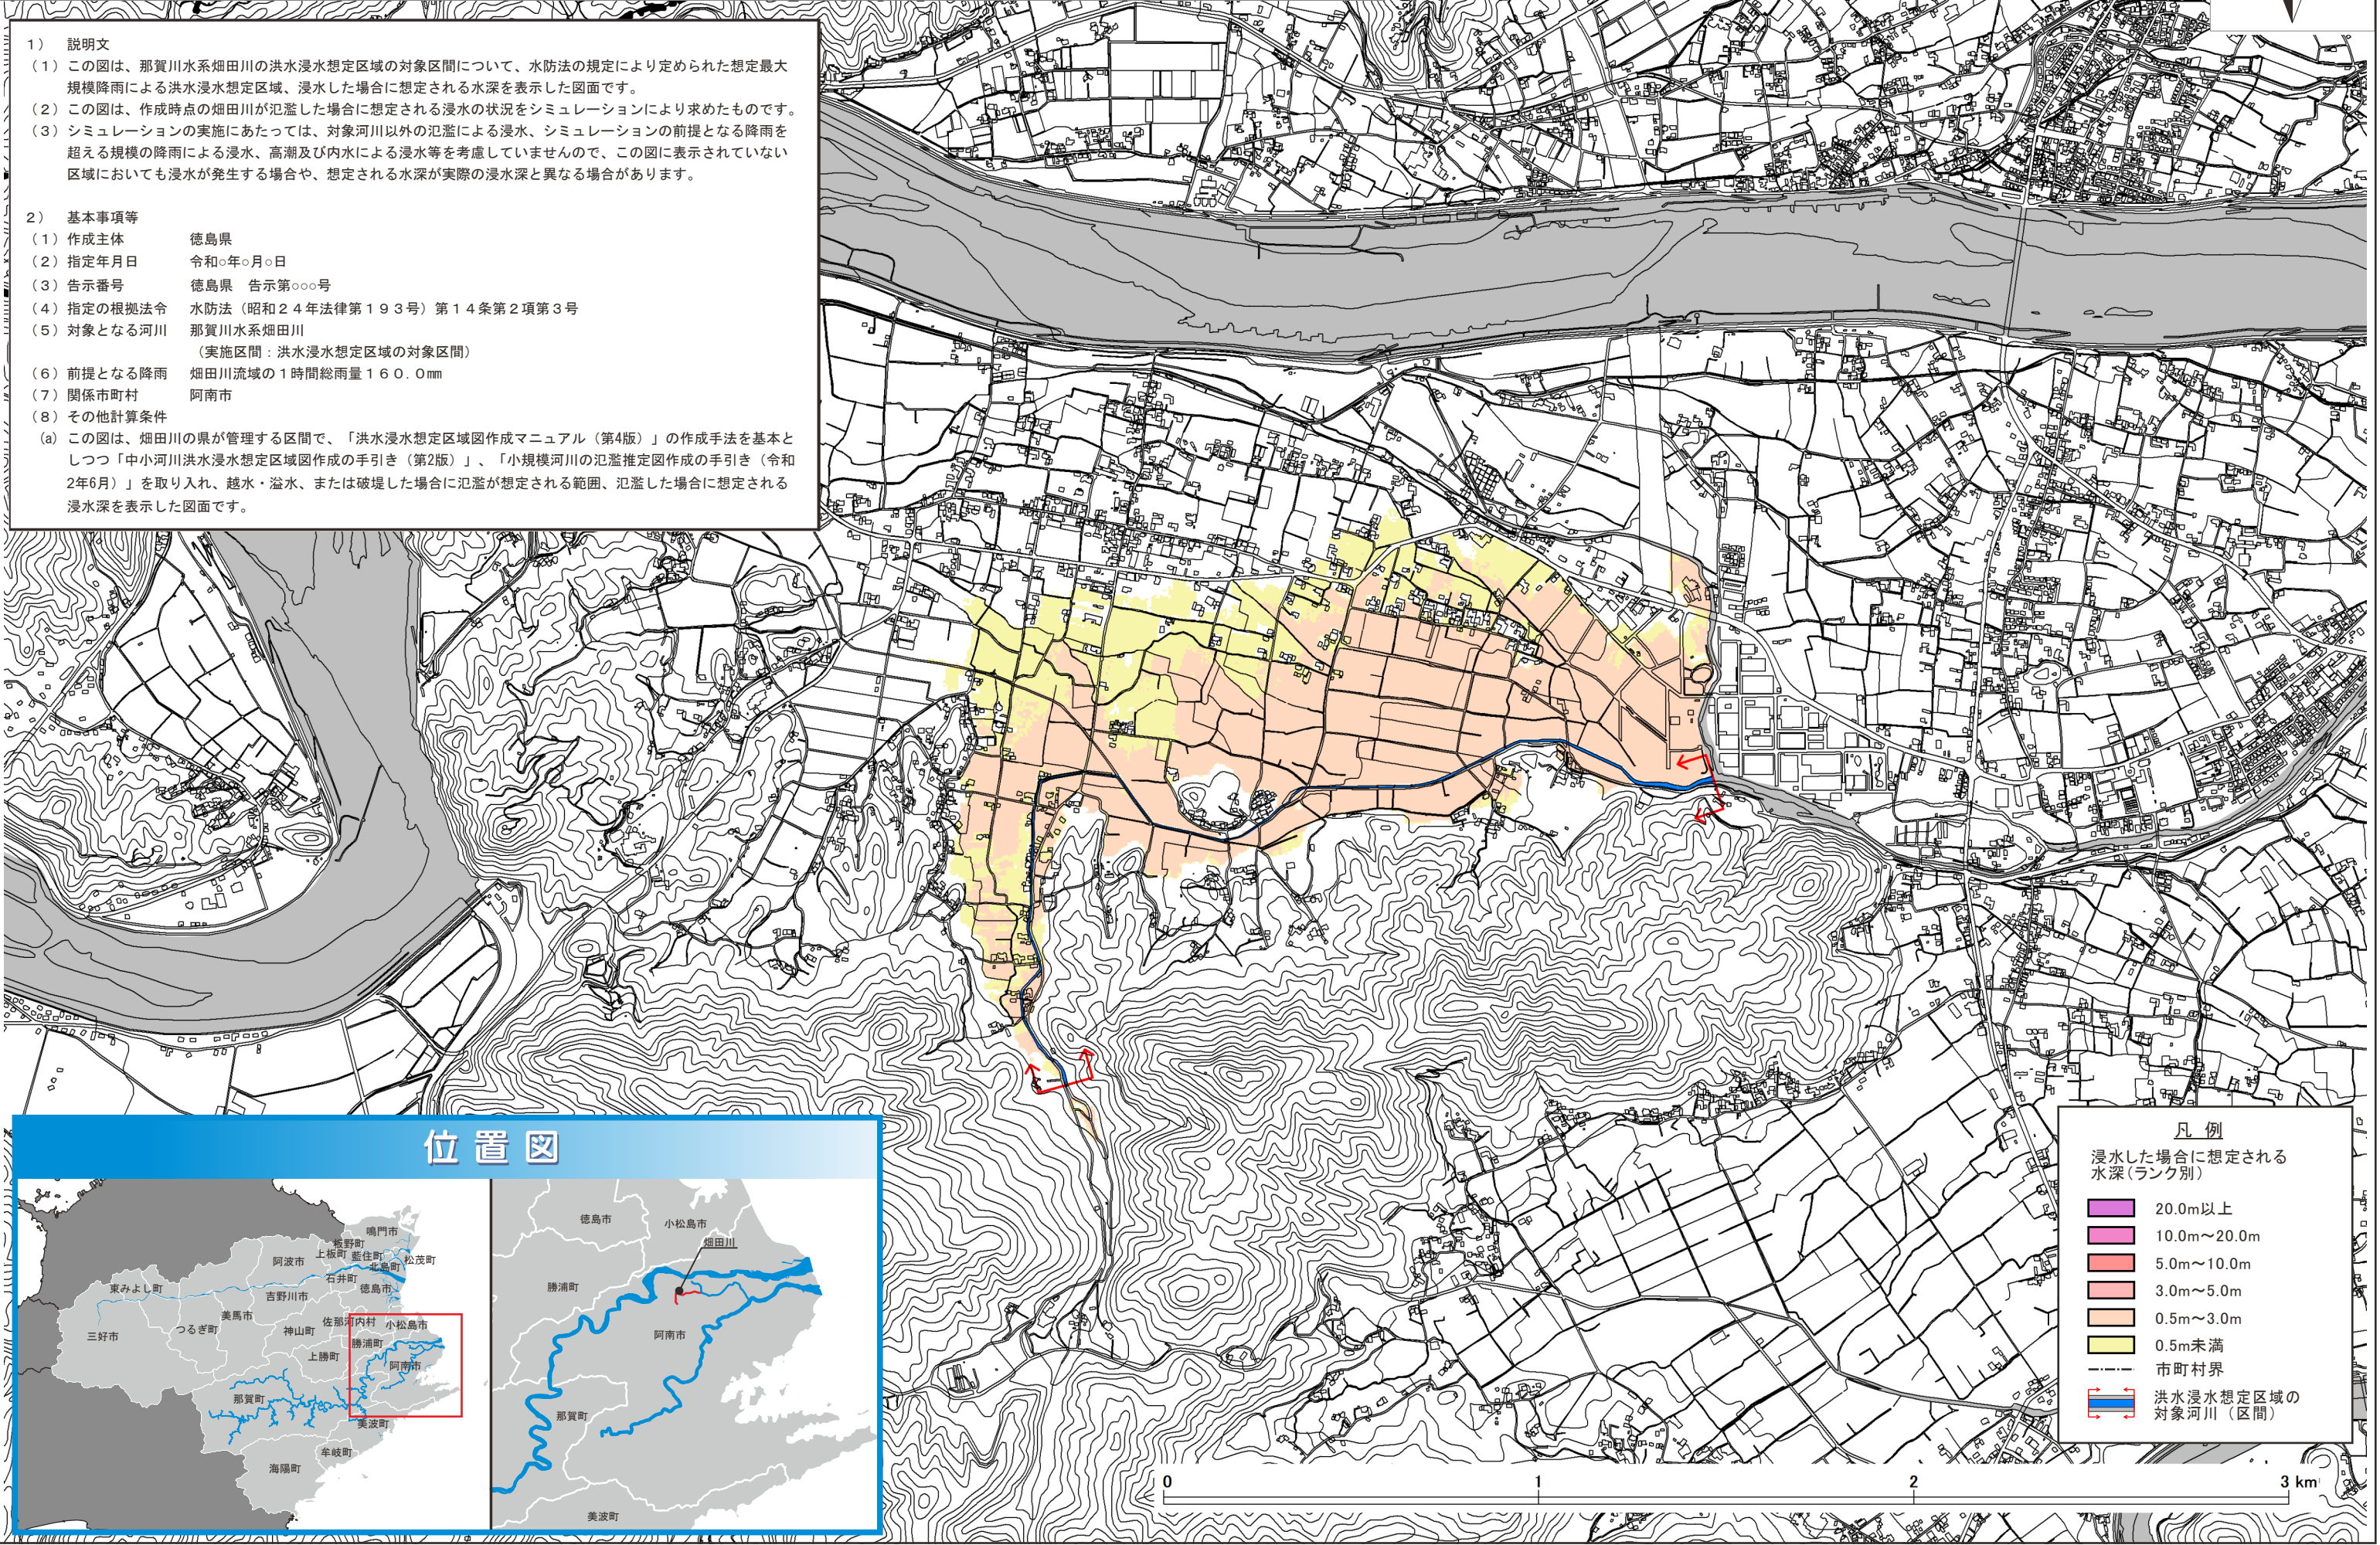 1）　説明文
（1）この図は、那賀川水系畑田川の洪水浸水想定区域の対象区間について、水防法の規定により定められた想定最大
規模降雨による洪水浸水想定区域、浸水した場合に想定される水深を表示した図面です。
（2）この図は、作成時点の畑田川が氾濫した場合に想定される浸水の状況をシミュレーションにより求めたものです。
（3）シミュレーションの実施にあたっては、対象河川以外の氾濫による浸水、シミュレーションの前提となる降雨を
超える規模の降雨による浸水、高潮及び内水による浸水等を考慮していませんので、この図に表示されていない
区域においても浸水が発生する場合や、想定される水深が実際の浸水深と異なる場合があります。
2）　基本事項等
（1）作成主体　徳島県
（2）指定年月日　令和○年○月○日
（3）告示番号　徳島県　告示第○○○号
（4）指定の根拠法令　水防法（昭和24年法律第193号）第14条第2項第3号
（5）対象となる河川　那賀川水系畑田川
（実施区間：洪水浸水想定区域の対象区間）
（6）前提となる降雨　畑田川流域の1時間総雨量160.0㎜
（7）関係市町村　阿南市
（8）その他計算条件
(a) この図は、畑田川の県が管理する区間で、「洪水浸水想定区域図作成マニュアル（第4版）」の作成手法を基本と
しつつ「中小河川洪水浸水想定区域図作成の手引き（第2版）」、「小規模河川の氾濫推定図作成の手引き（令和
2年6月）」を取り入れ、越水・溢水、または破堤した場合に氾濫が想定される範囲、氾濫した場合に想定される
浸水深を表示した図面です。
位置図
鳴門市
板野町
上板町 藍住町
松茂町
北島町
阿波市
石井町
徳島市
東みよし町
吉野川市
美馬市
佐那河内村
小松島市
つるぎ町
神山町
三好市
勝浦町
上勝町
阿南市
那賀町
美波町
牟岐町
海陽町
徳島市
小松島市
畑田川
勝浦町
阿南市
那賀町
美波町
凡 例
浸水した場合に想定される
水深(ランク別)
20.0m以上
10.0m～20.0m
5.0m～10.0m
3.0m～5.0m
0.5m～3.0m
0.5m未満
市町村界
洪水浸水想定区域の
対象河川（区間）
0 1 2 3 km